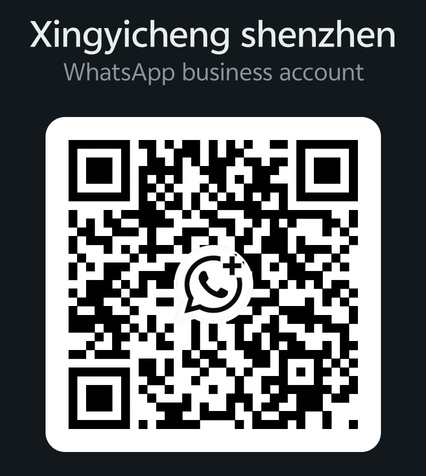 Xingyicheng shenzhen
WhatsApp business account